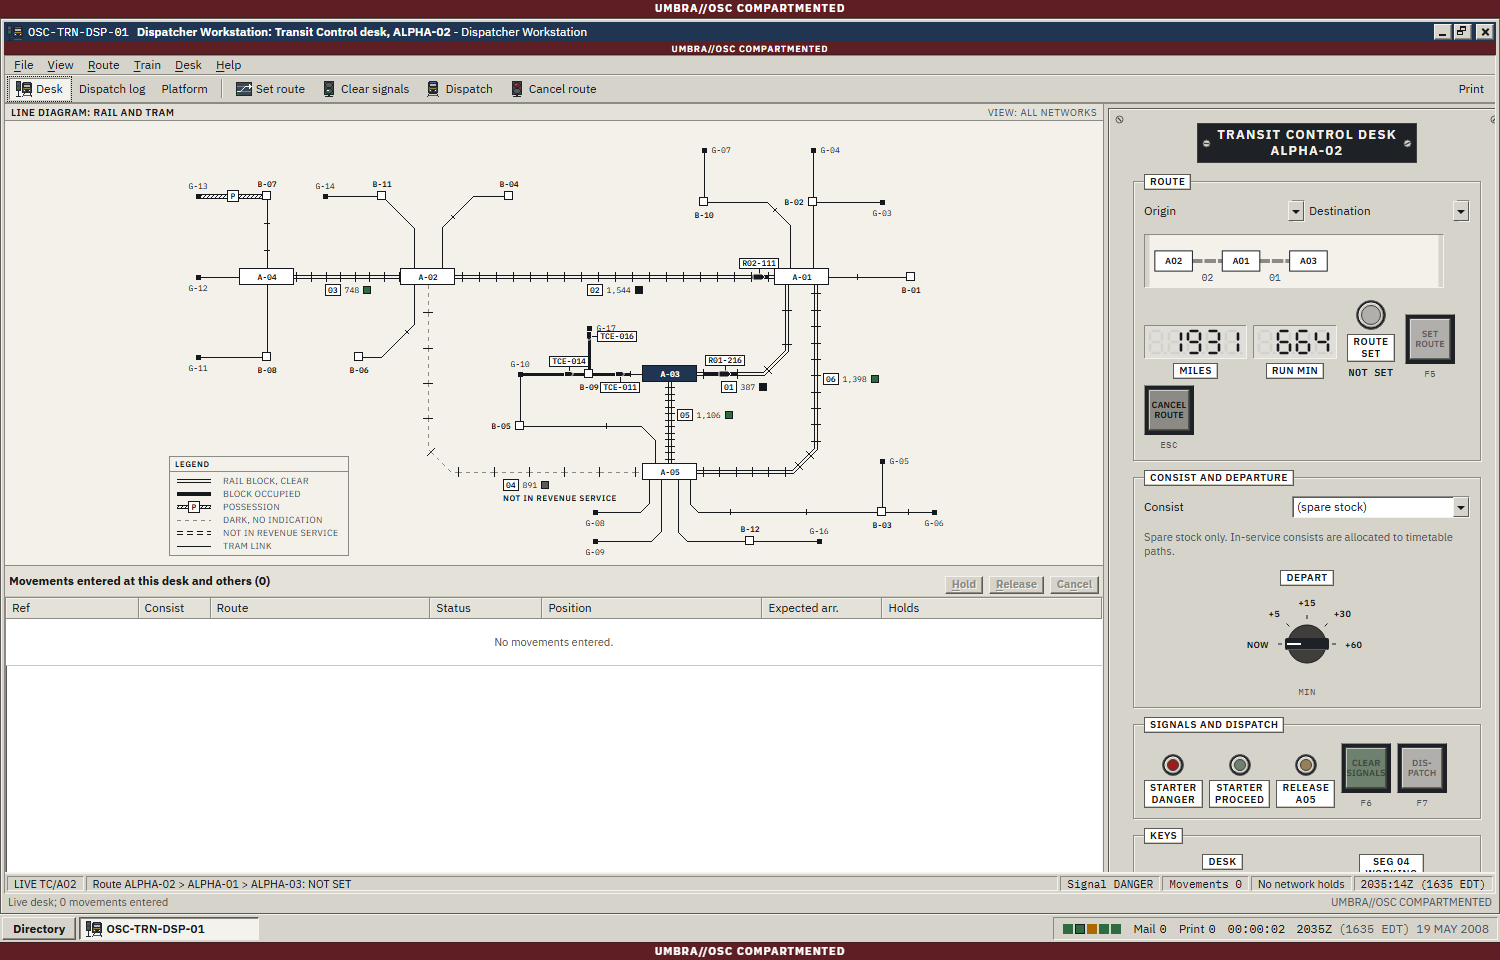 UMBRA//OSC COMPARTMENTED
OSC-TRN-DSP-01 Dispatcher Workstation: Transit Control desk, ALPHA-02 - Dispatcher Workstation
UMBRA//OSC COMPARTMENTED
File View Route Train Desk Help
Desk Dispatch log Platform Set route Clear signals Dispatch Cancel route Print
LINE DIAGRAM: RAIL AND TRAM VIEW: ALL NETWORKS
G-07 G-04
G-13 P B-07 G-14 B-11 B-04
B-10 B-02 G-03
R02-111
G-12 A-04 A-02 A-01 B-01
03 748 02 1,544
G-17
TCE-016
G-11 B-08 B-06 G-10 TCE-014 R01-216
B-09 TCE-011 A-03 01 387 06 1,398
B-05 05 1,106
A-05 G-05
04 891
NOT IN REVENUE SERVICE
G-08 B-03 G-06
G-09 B-12 G-16
LEGEND
RAIL BLOCK, CLEAR
BLOCK OCCUPIED
P POSSESSION
DARK, NO INDICATION
NOT IN REVENUE SERVICE
TRAM LINK
Movements entered at this desk and others (0) Hold Release Cancel
Ref Consist Route Status Position Expected arr. Holds
No movements entered.
TRANSIT CONTROL DESK
ALPHA-02
ROUTE
Origin Destination
A02 A01 A03
02 01
1931 664
MILES RUN MIN
ROUTE
SET
NOT SET
SET
ROUTE
F5
CANCEL
ROUTE
ESC
CONSIST AND DEPARTURE
Consist (spare stock)
Spare stock only. In-service consists are allocated to timetable
paths.
DEPART
NOW +5 +15 +30 +60
MIN
SIGNALS AND DISPATCH
STARTER
DANGER
STARTER
PROCEED
RELEASE
A05
CLEAR
SIGNALS
F6
DIS-
PATCH
F7
KEYS
DESK SEG 04
WORKING
LIVE TC/A02 Route ALPHA-02 > ALPHA-01 > ALPHA-03: NOT SET Signal DANGER Movements 0 No network holds 2035:14Z (1635 EDT)
Live desk; 0 movements entered UMBRA//OSC COMPARTMENTED
Directory OSC-TRN-DSP-01 Mail 0 Print 0 00:00:02 2035Z (1635 EDT) 19 MAY 2008
UMBRA//OSC COMPARTMENTED